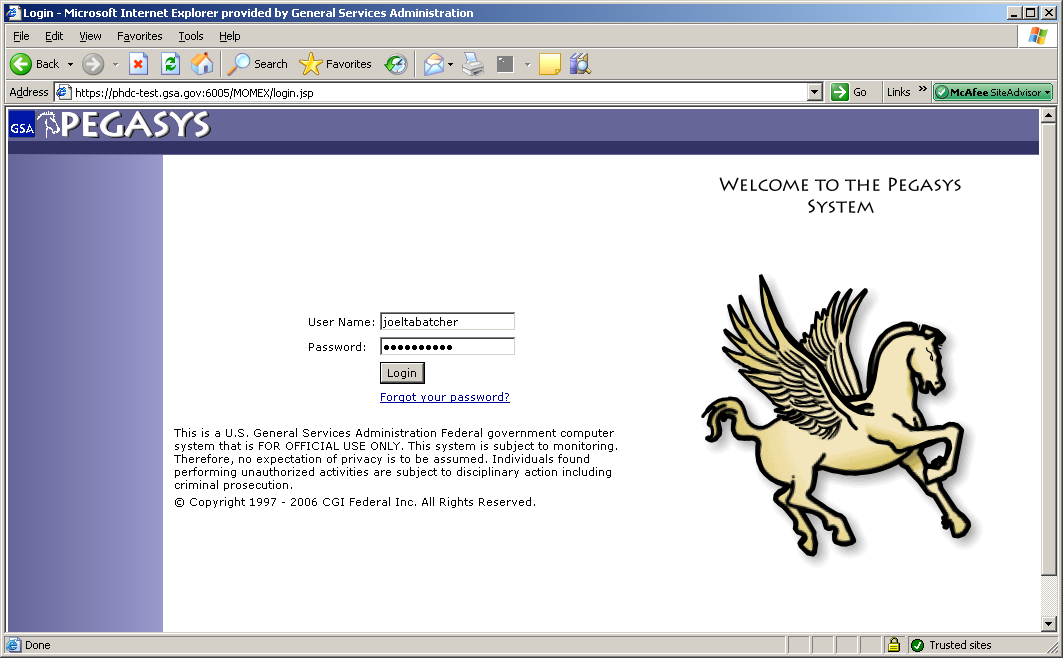 Login - Microsoft Internet Explorer provided by General Services Administration
File Edit View Favorites Tools Help
Back Search Favorites
Address https://phdc-test.gsa.gov:6005/MOMEX/login.jsp Go Links » McAfee SiteAdvisor
GSA PEGASYS
Welcome to the Pegasys
System
User Name: joeltabatcher
Password: ●●●●●●●●●●
Login
Forgot your password?
This is a U.S. General Services Administration Federal government computer
system that is FOR OFFICIAL USE ONLY. This system is subject to monitoring.
Therefore, no expectation of privacy is to be assumed. Individuals found
performing unauthorized activities are subject to disciplinary action including
criminal prosecution.
© Copyright 1997 - 2006 CGI Federal Inc. All Rights Reserved.
Done Trusted sites